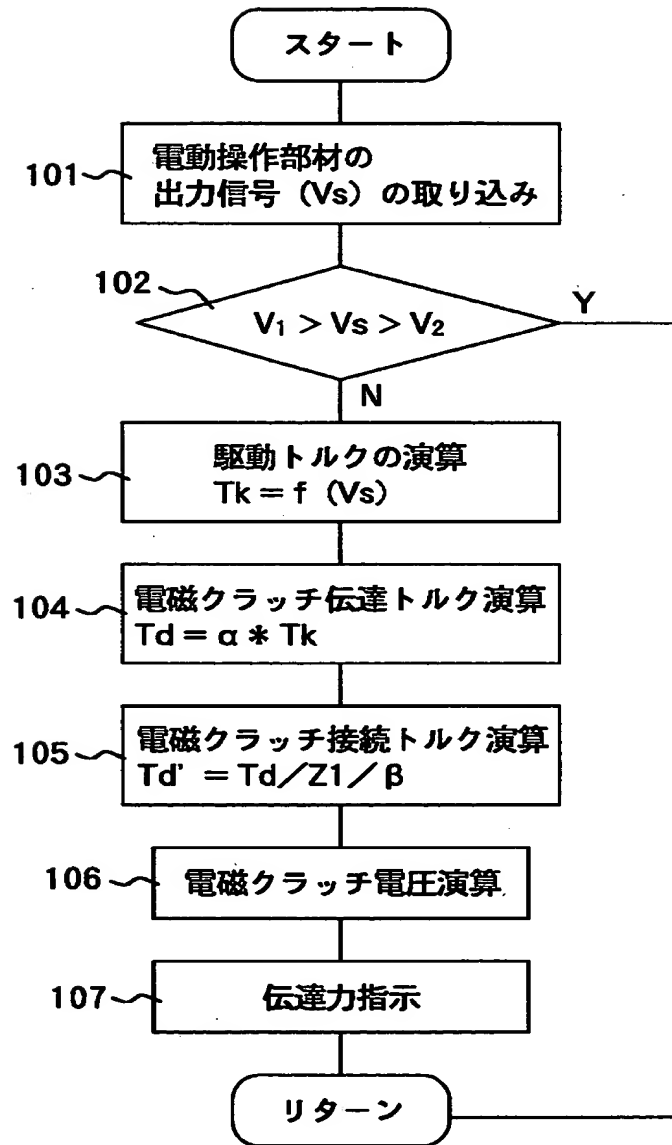 スタート
101
電動操作部材の
出力信号 (Vs) の取り込み
102
V₁ > Vs > V₂
Y
N
103
駆動トルクの演算
Tk = f (Vs)
104
電磁クラッチ伝達トルク演算
Td = α * Tk
105
電磁クラッチ接続トルク演算
Td' = Td/Z1/β
106
電磁クラッチ電圧演算
107
伝達力指示
リターン